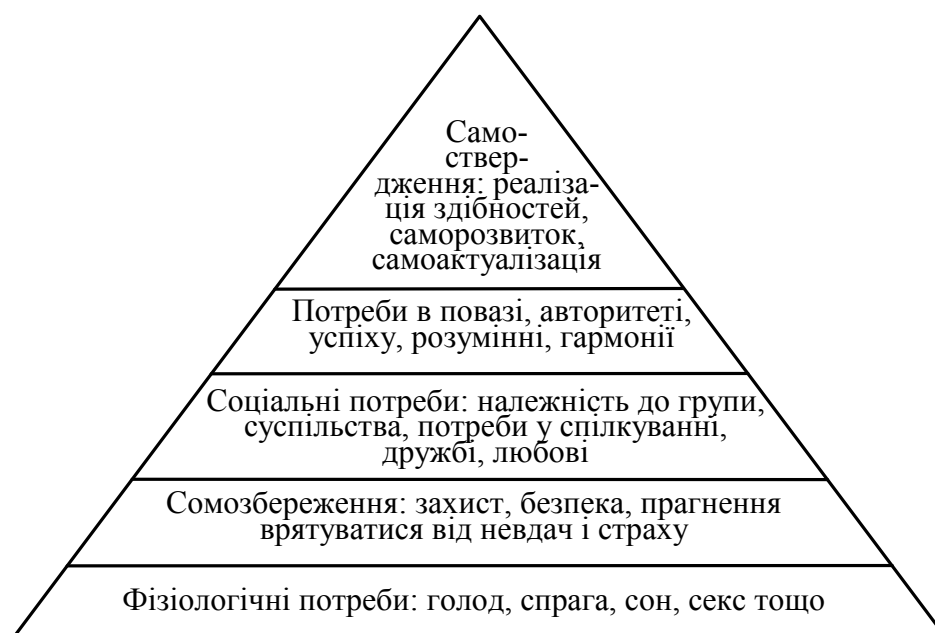 Само-
ствер-
дження: реаліза-
ція здібностей,
саморозвиток,
самоактуалізація
Потреби в повазі, авторитеті,
успіху, розумінні, гармонії
Соціальні потреби: належність до групи,
суспільства, потреби у спілкуванні,
дружбі, любові
Сомозбереження: захист, безпека, прагнення
врятуватися від невдач і страху
Фізіологічні потреби: голод, спрага, сон, секс тощо